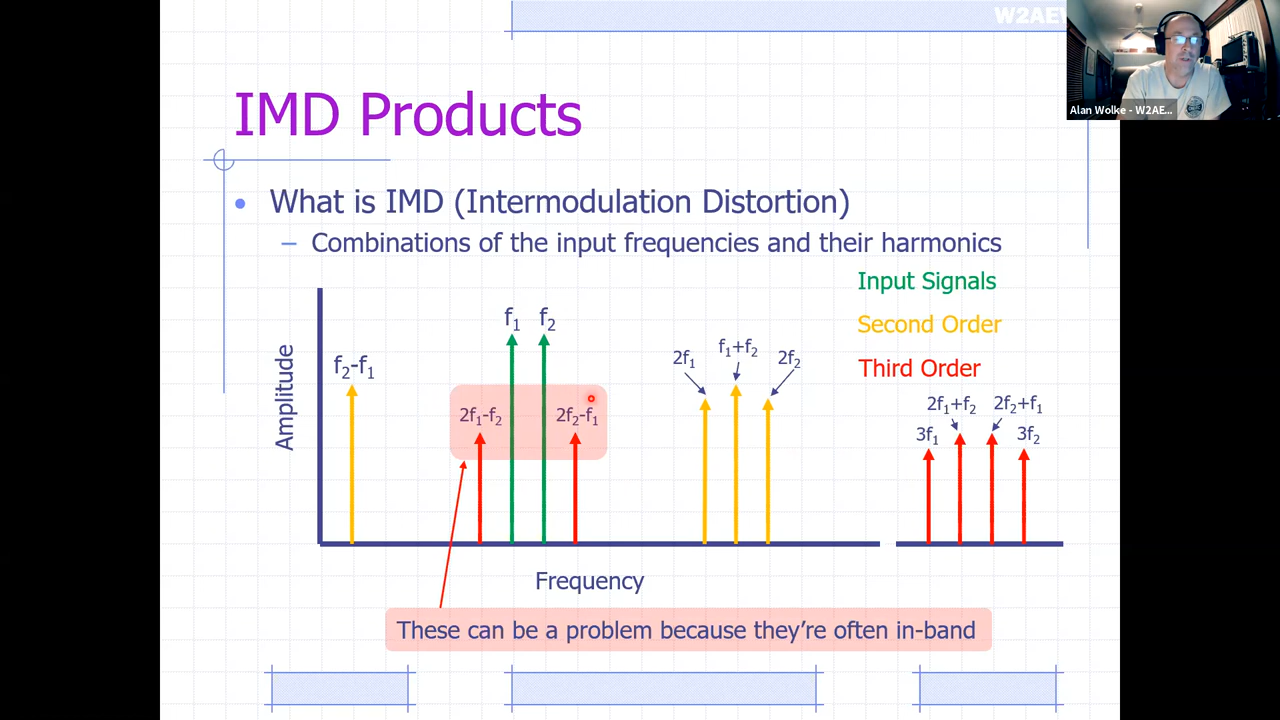 W2AEW
Alan Wolke - W2AE...
IMD Products
• What is IMD (Intermodulation Distortion)
– Combinations of the input frequencies and their harmonics
Input Signals
Second Order
Third Order
Amplitude
f₂-f₁
f₁
f₂
2f₁-f₂
2f₂-f₁
2f₁
f₁+f₂
2f₂
2f₁+f₂
2f₂+f₁
3f₁
3f₂
Frequency
These can be a problem because they’re often in-band